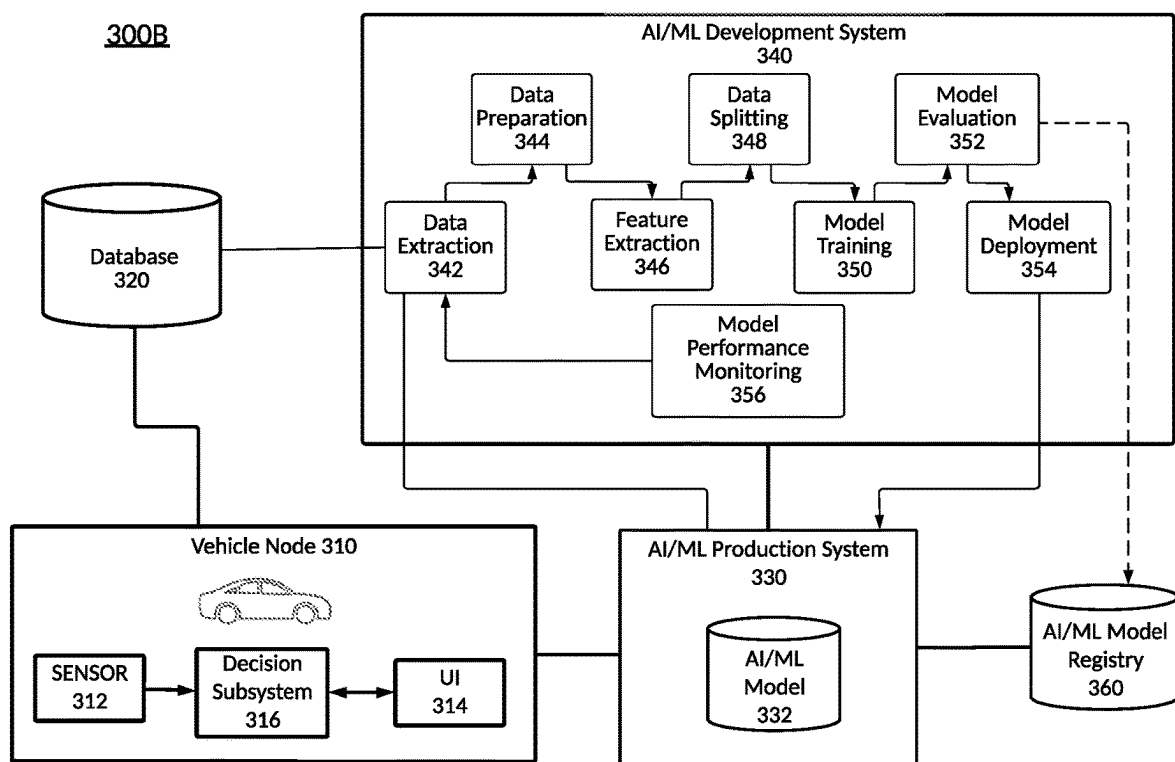 300B
AI/ML Development System
340
Data
Preparation
344
Data
Splitting
348
Model
Evaluation
352
Data
Extraction
342
Feature
Extraction
346
Model
Training
350
Model
Deployment
354
Database
320
Model
Performance
Monitoring
356
Vehicle Node 310
SENSOR
312
Decision
Subsystem
316
UI
314
AI/ML Production System
330
AI/ML
Model
332
AI/ML Model
Registry
360